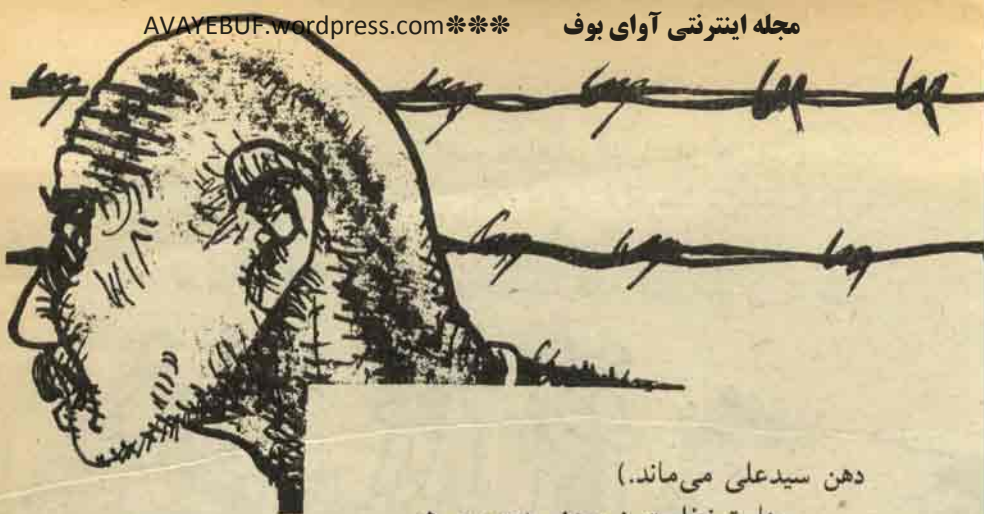 مجله اینترنتی آوای بوف ***AVAYEBUF.wordpress.com
دهن سیدعلی می‌ماند.)